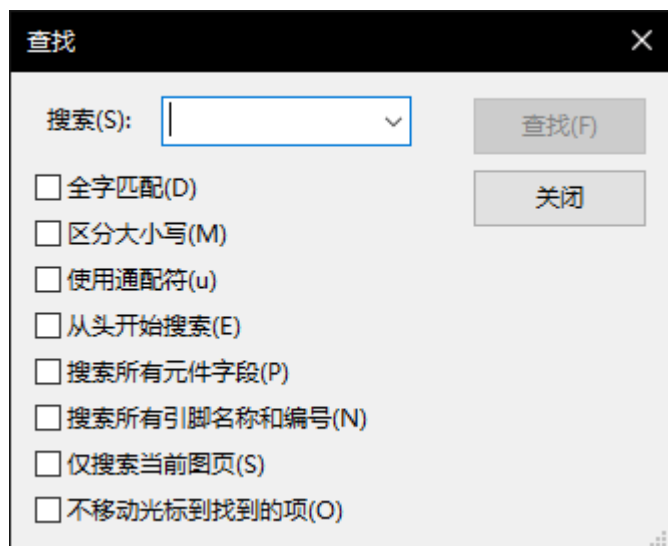 查找
搜索(S):
查找(F)
关闭
全字匹配(D)
区分大小写(M)
使用通配符(u)
从头开始搜索(E)
搜索所有元件字段(P)
搜索所有引脚名称和编号(N)
仅搜索当前图页(S)
不移动光标到找到的项(O)